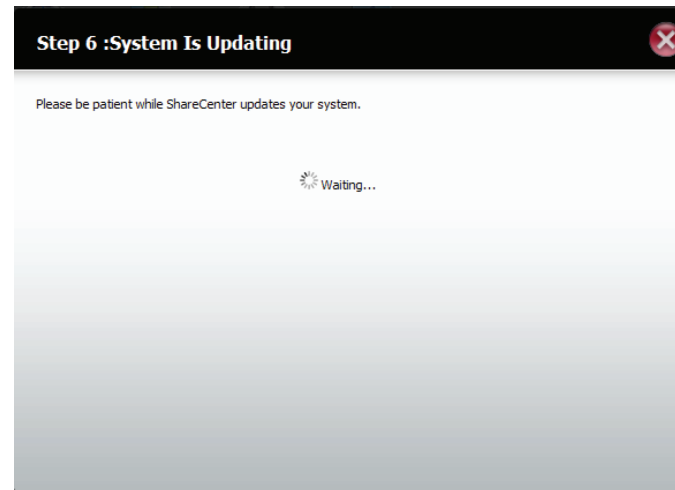 Step 6 :System Is Updating
Please be patient while ShareCenter updates your system.
Waiting...